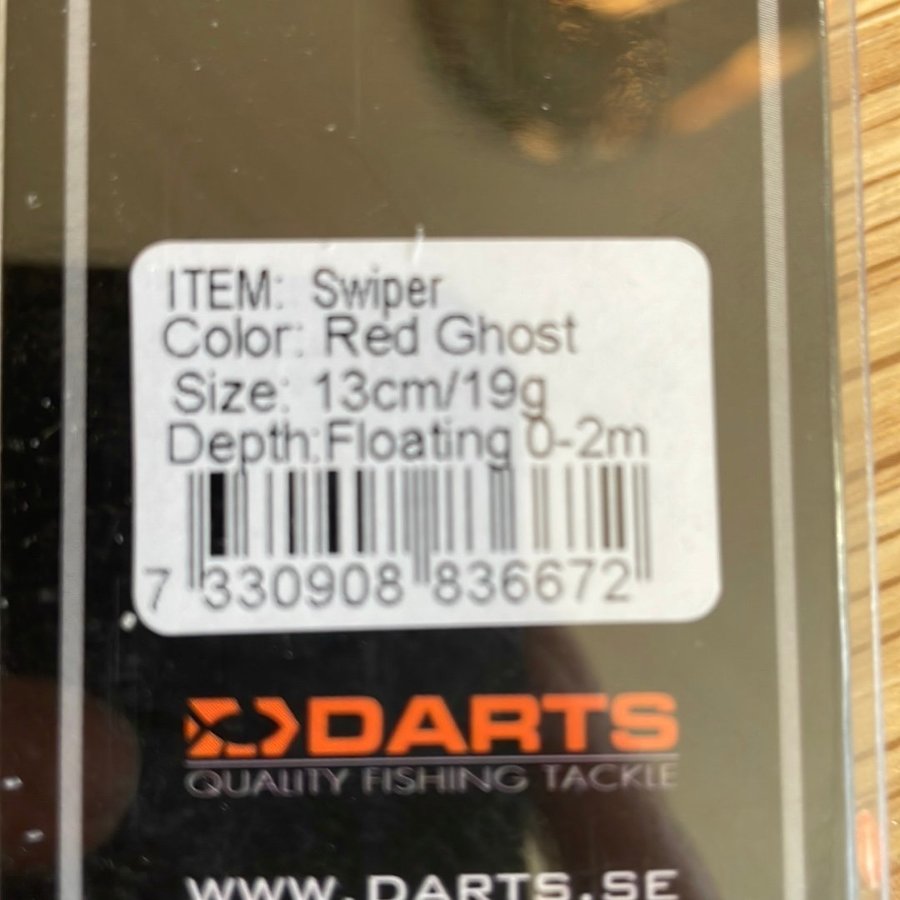 ITEM: Swiper
Color: Red Ghost
Size: 13cm/19g
Depth:Floating 0-2m
7 330908 836672
DARTS
QUALITY FISHING TACKLE
WWW.DARTS.SE